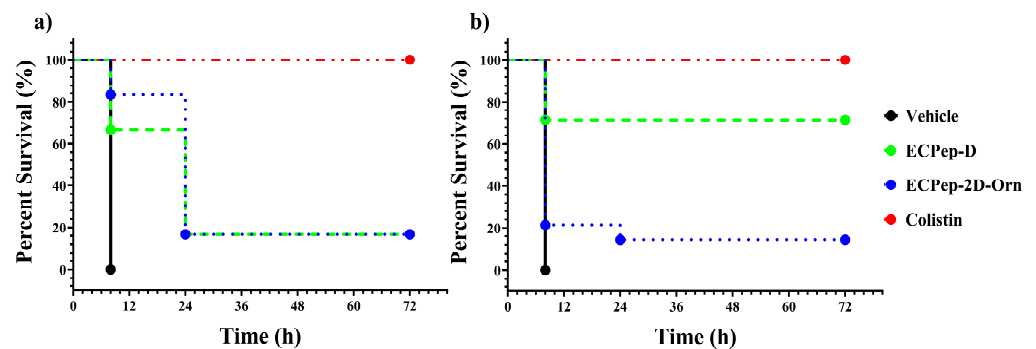 a)
Percent Survival (%)
100
80
60
40
20
0
0 12 24 36 48 60 72
Time (h)
b)
Percent Survival (%)
100
80
60
40
20
0
0 12 24 36 48 60 72
Time (h)
Vehicle
ECPep-D
ECPep-2D-Orn
Colistin